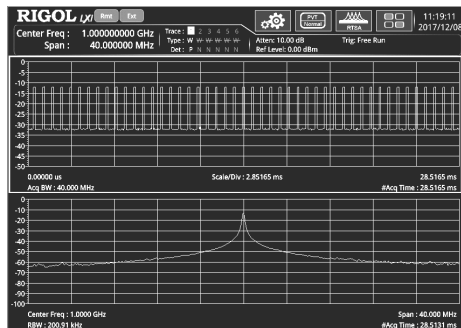 RIGOL LXI Rmt Ext
PVT Normal
RTSA
11:19:11
2017/12/08
Center Freq : 1.000000000 GHz
Span : 40.000000 MHz
Trace : 1 2 3 4 5 6
Type : W W W W W W
Det : P N N N N N
Atten: 10.00 dB
Ref Level: 0.00 dBm
Trig: Free Run
0
-5
-10
-15
-20
-25
-30
-35
-40
-45
-50
0.00000 us Scale/Div : 2.85165 ms 28.5165 ms
Acq BW : 40.000 MHz #Acq Time : 28.5165 ms
0
-10
-20
-30
-40
-50
-60
-70
-80
-90
-100
Center Freq : 1.0000 GHz Span : 40.000 MHz
RBW : 200.91 kHz #Acq Time : 28.5131 ms